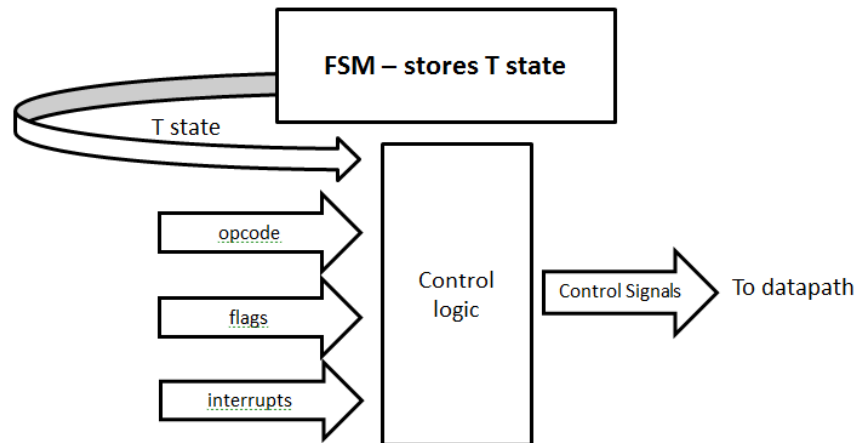 FSM – stores T state
T state
opcode
flags
interrupts
Control
logic
Control Signals
To datapath